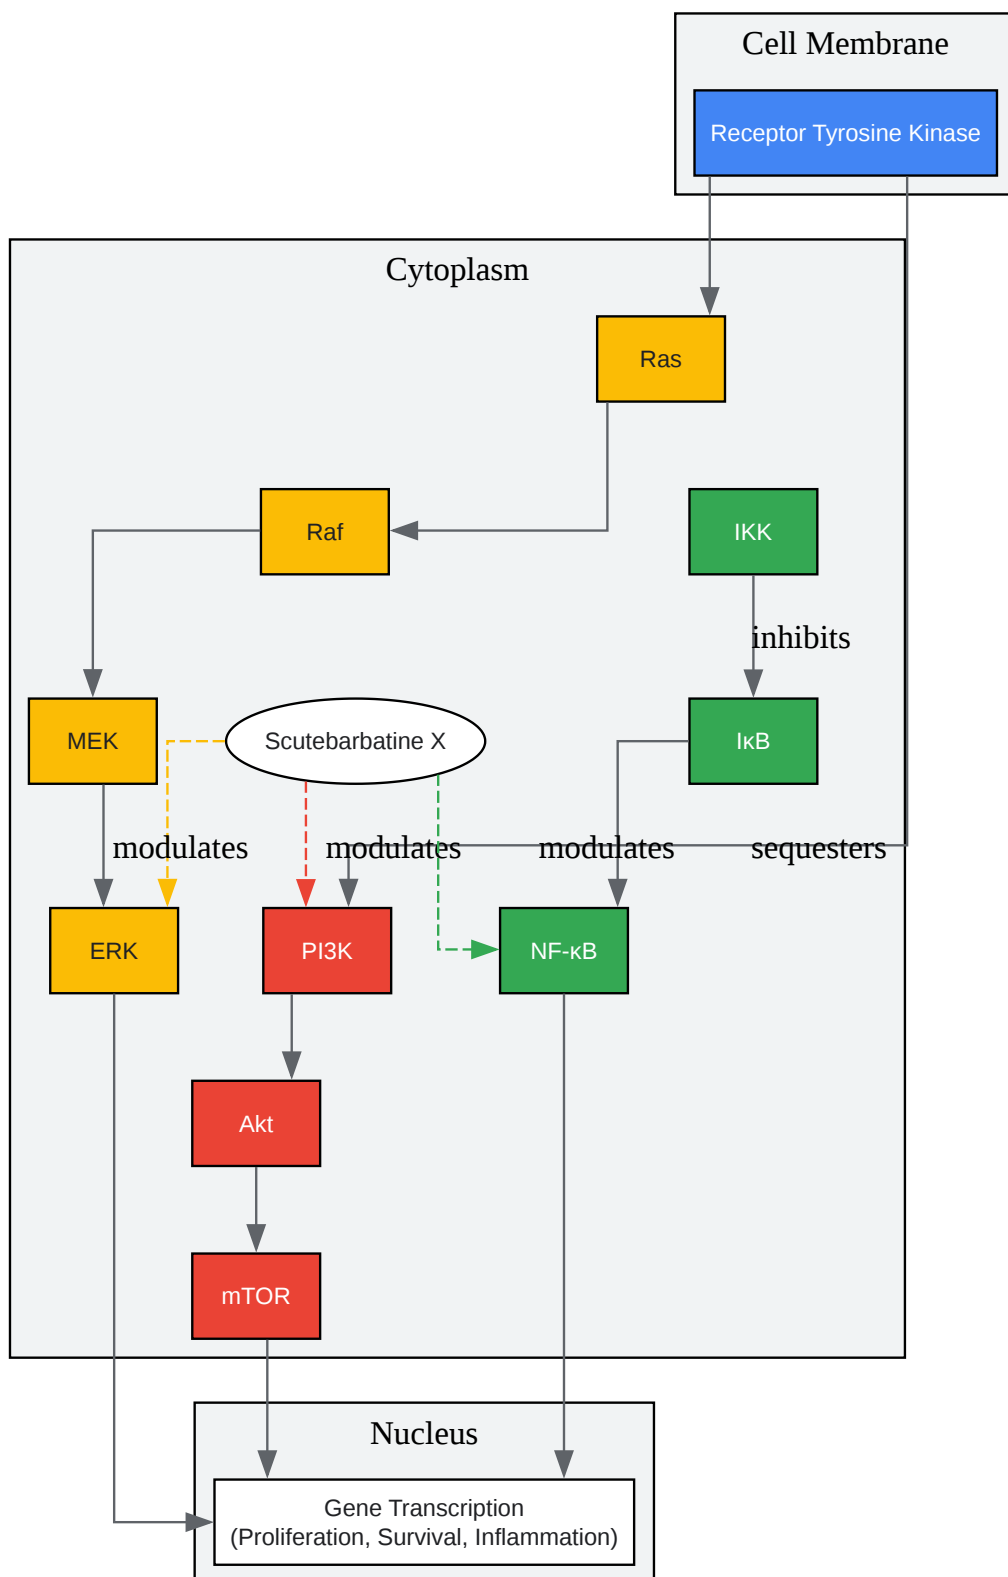 Cell Membrane
Receptor Tyrosine Kinase
Cytoplasm
Ras
Raf
IKK
inhibits
MEK
Scutebarbatine X
IκB
modulates
modulates
modulates
sequesters
ERK
PI3K
NF-κB
Akt
mTOR
Nucleus
Gene Transcription
(Proliferation, Survival, Inflammation)